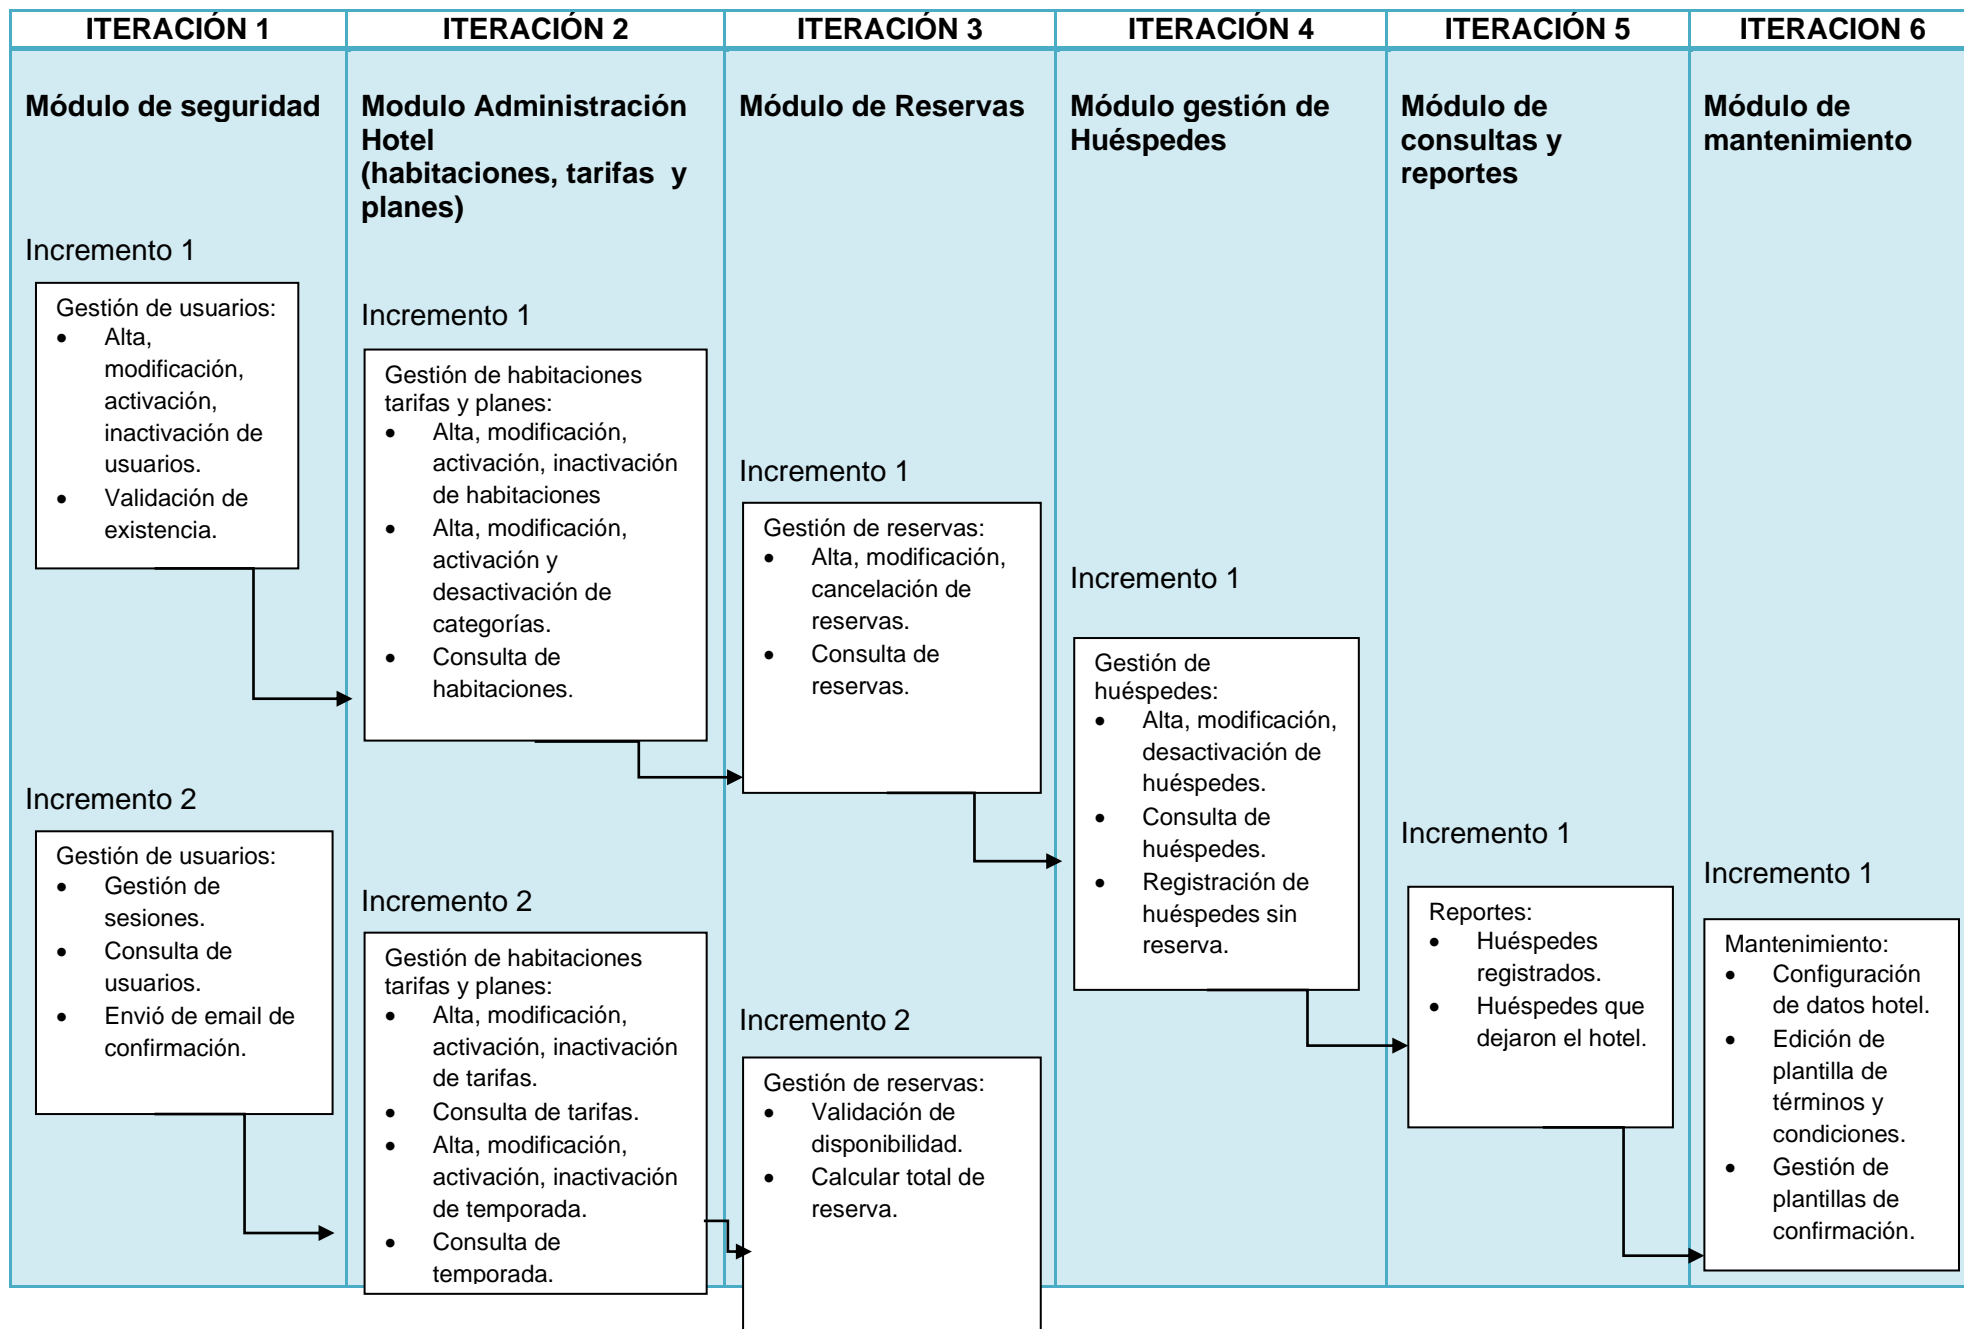 ITERACIÓN 1
ITERACIÓN 2
ITERACIÓN 3
ITERACIÓN 4
ITERACIÓN 5
ITERACION 6
Módulo de seguridad
Incremento 1
Gestión de usuarios:
• Alta,
modificación,
activación,
inactivación de
usuarios.
• Validación de
existencia.
Incremento 2
Gestión de usuarios:
• Gestión de
sesiones.
• Consulta de
usuarios.
• Envió de email de
confirmación.
Modulo Administración
Hotel
(habitaciones, tarifas y
planes)
Incremento 1
Gestión de habitaciones
tarifas y planes:
• Alta, modificación,
activación, inactivación
de habitaciones
• Alta, modificación,
activación y
desactivación de
categorías.
• Consulta de
habitaciones.
Incremento 2
Gestión de habitaciones
tarifas y planes:
• Alta, modificación,
activación, inactivación
de tarifas.
• Consulta de tarifas.
• Alta, modificación,
activación, inactivación
de temporada.
• Consulta de
temporada.
Módulo de Reservas
Incremento 1
Gestión de reservas:
• Alta, modificación,
cancelación de
reservas.
• Consulta de
reservas.
Incremento 2
Gestión de reservas:
• Validación de
disponibilidad.
• Calcular total de
reserva.
Módulo gestión de
Huéspedes
Incremento 1
Gestión de
huéspedes:
• Alta, modificación,
desactivación de
huéspedes.
• Consulta de
huéspedes.
• Registración de
huéspedes sin
reserva.
Módulo de
consultas y
reportes
Incremento 1
Reportes:
• Huéspedes
registrados.
• Huéspedes que
dejaron el hotel.
Módulo de
mantenimiento
Incremento 1
Mantenimiento:
• Configuración
de datos hotel.
• Edición de
plantilla de
términos y
condiciones.
• Gestión de
plantillas de
confirmación.